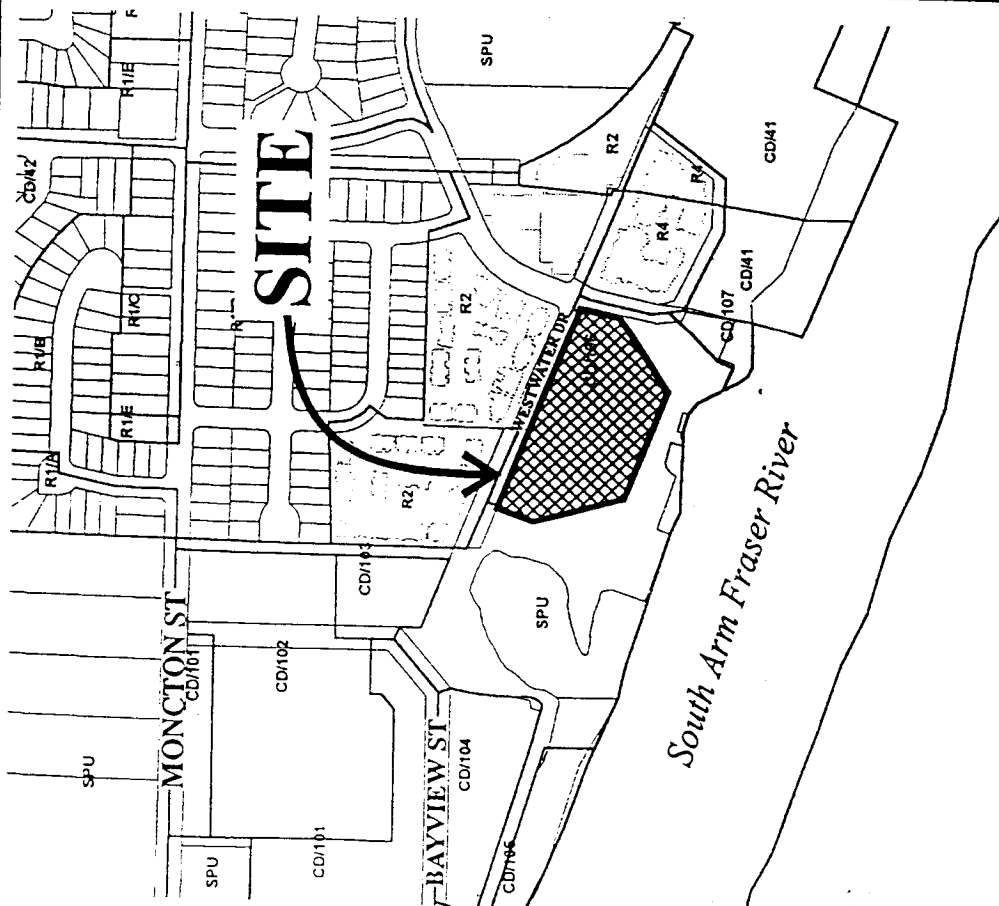 R1/A
R1/B
CD/42
SPU
R1/E
R1/C
R1/E
MONCTON ST
CD/101
SPU
R
SITE
CD/102
CD/101
CD/103
R2
R2
SPU
BAYVIEW ST
CD/104
SPU
WESTWATER DR
R2
R4
R4
CD/107
CD/41
CD/41
South Arm Fraser River